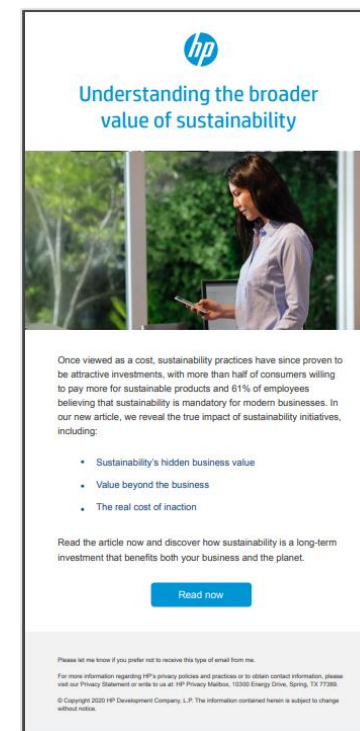 hp
Understanding the broader
value of sustainability
Once viewed as a cost, sustainability practices have since proven to
be attractive investments, with more than half of consumers willing
to pay more for sustainable products and 61% of employees
believing that sustainability is mandatory for modern businesses. In
our new article, we reveal the true impact of sustainability initiatives,
including:
• Sustainability's hidden business value
• Value beyond the business
• The real cost of inaction
Read the article now and discover how sustainability is a long-term
investment that benefits both your business and the planet.
Read now
Please let me know if you prefer not to receive this type of email from me.
For more information regarding HP's privacy policies and practices or to obtain contact information, please
visit our Privacy Statement or write to us at: HP Privacy Mailbox, 10300 Energy Drive, Spring, TX 77389.
© Copyright 2020 HP Development Company, L.P. The information contained herein is subject to change
without notice.